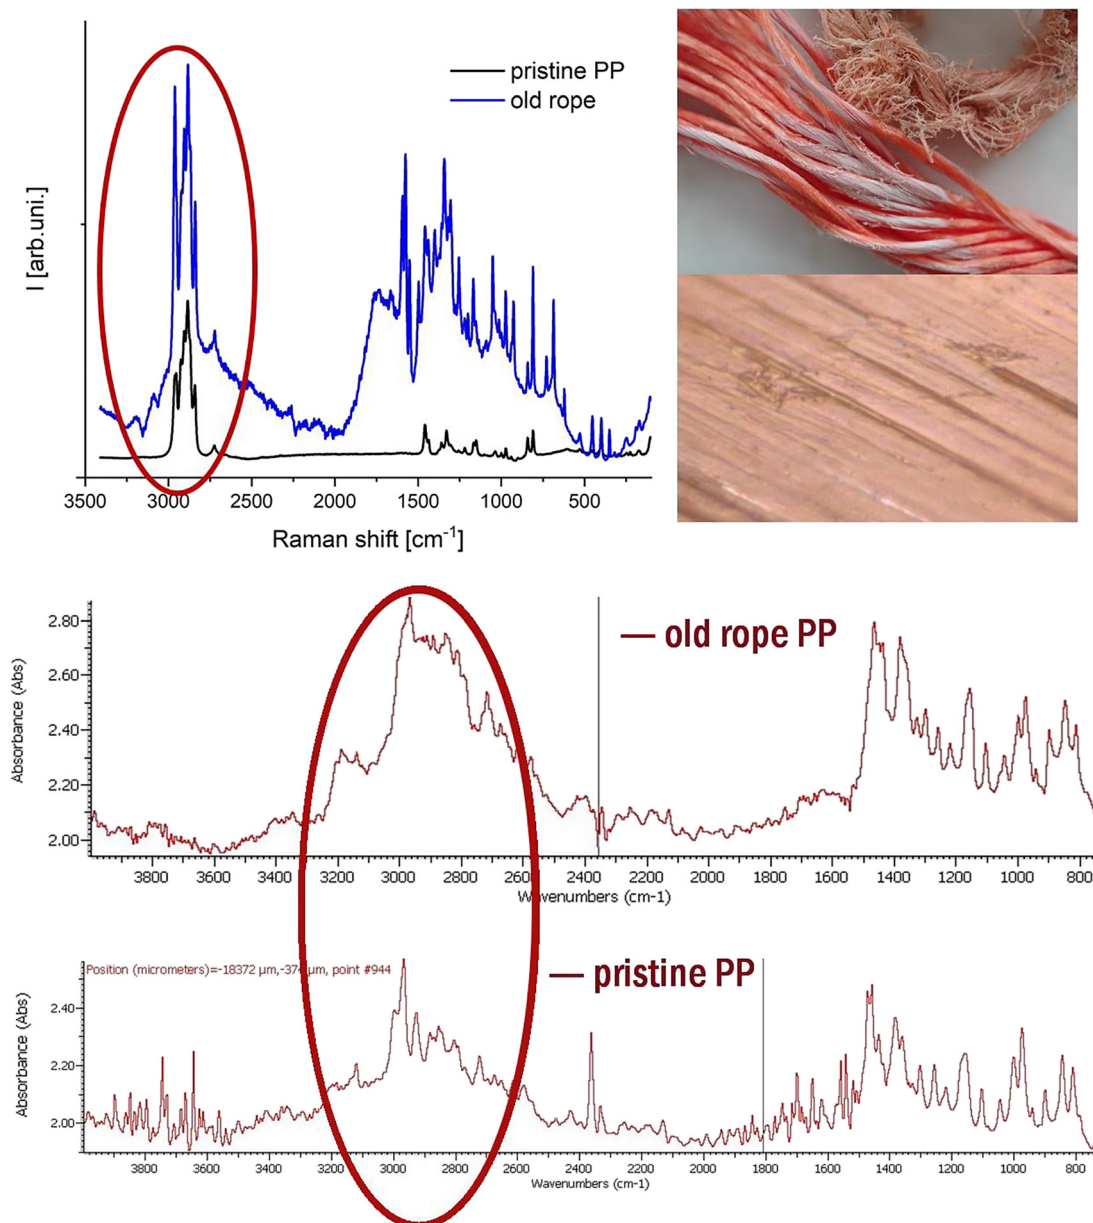 pristine PP
old rope
I [arb.uni.]
3500 3000 2500 2000 1500 1000 500
Raman shift [cm-1]
2.80
2.60
2.40
2.20
2.00
Absorbance (Abs)
— old rope PP
3800 3600 3400 3200 3000 2800 2600 2400 2200 2000 1800 1600 1400 1200 1000 800
Wavenumbers (cm-1)
Position (micrometers)=-18372 µm,-374 µm, point #944
— pristine PP
2.40
2.20
2.00
Absorbance (Abs)
3800 3600 3400 3200 3000 2800 2600 2400 2200 2000 1800 1600 1400 1200 1000 800
Wavenumbers (cm-1)